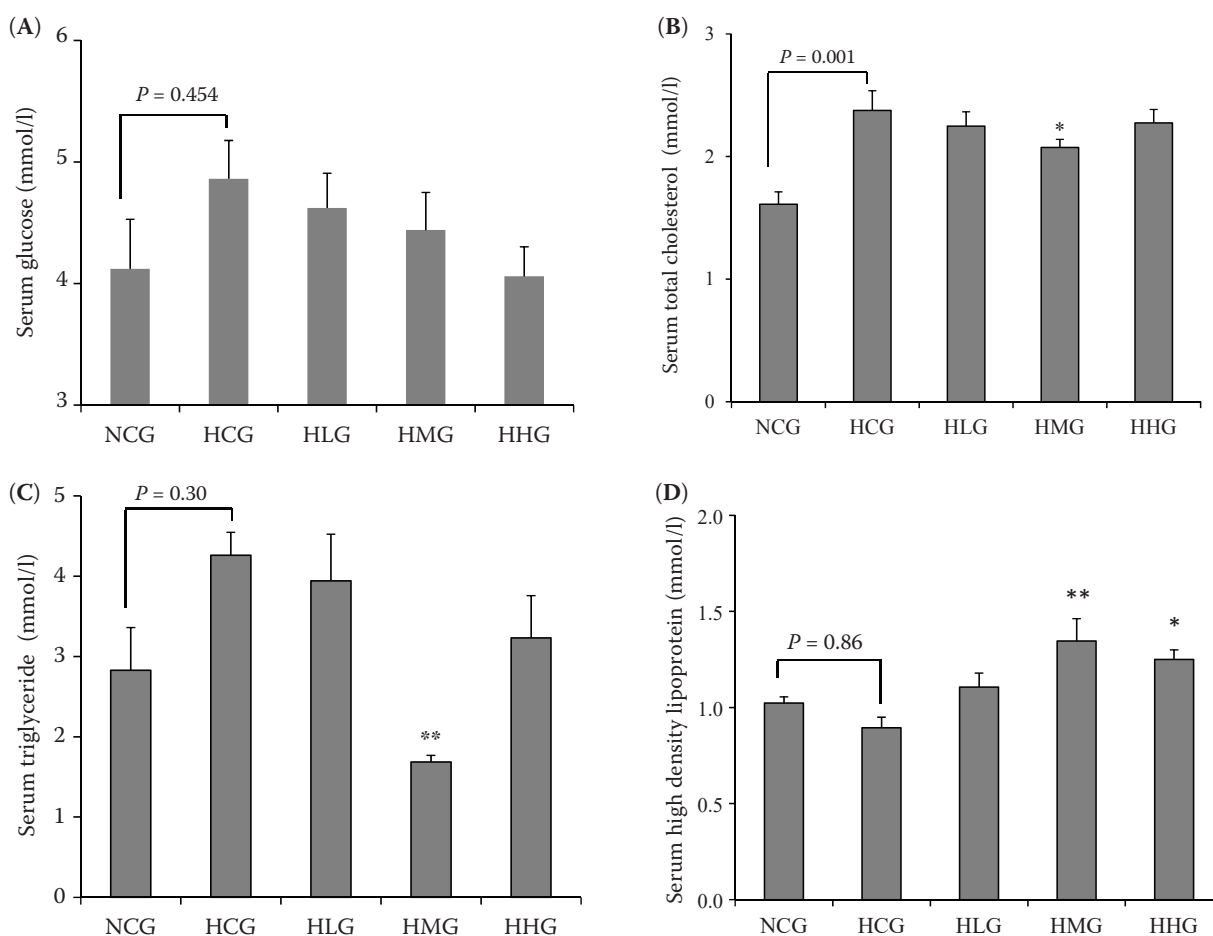 (A)
Serum glucose (mmol/l)
6
5
4
3
P = 0.454
NCG HCG HLG HMG HHG
(B)
Serum total cholesterol (mmol/l)
3
2
1
0
P = 0.001
*
NCG HCG HLG HMG HHG
(C)
Serum triglyceride (mmol/l)
5
4
3
2
1
0
P = 0.30
**
NCG HCG HLG HMG HHG
(D)
Serum high density lipoprotein (mmol/l)
2.0
1.5
1.0
0.5
0.0
P = 0.86
**
*
NCG HCG HLG HMG HHG